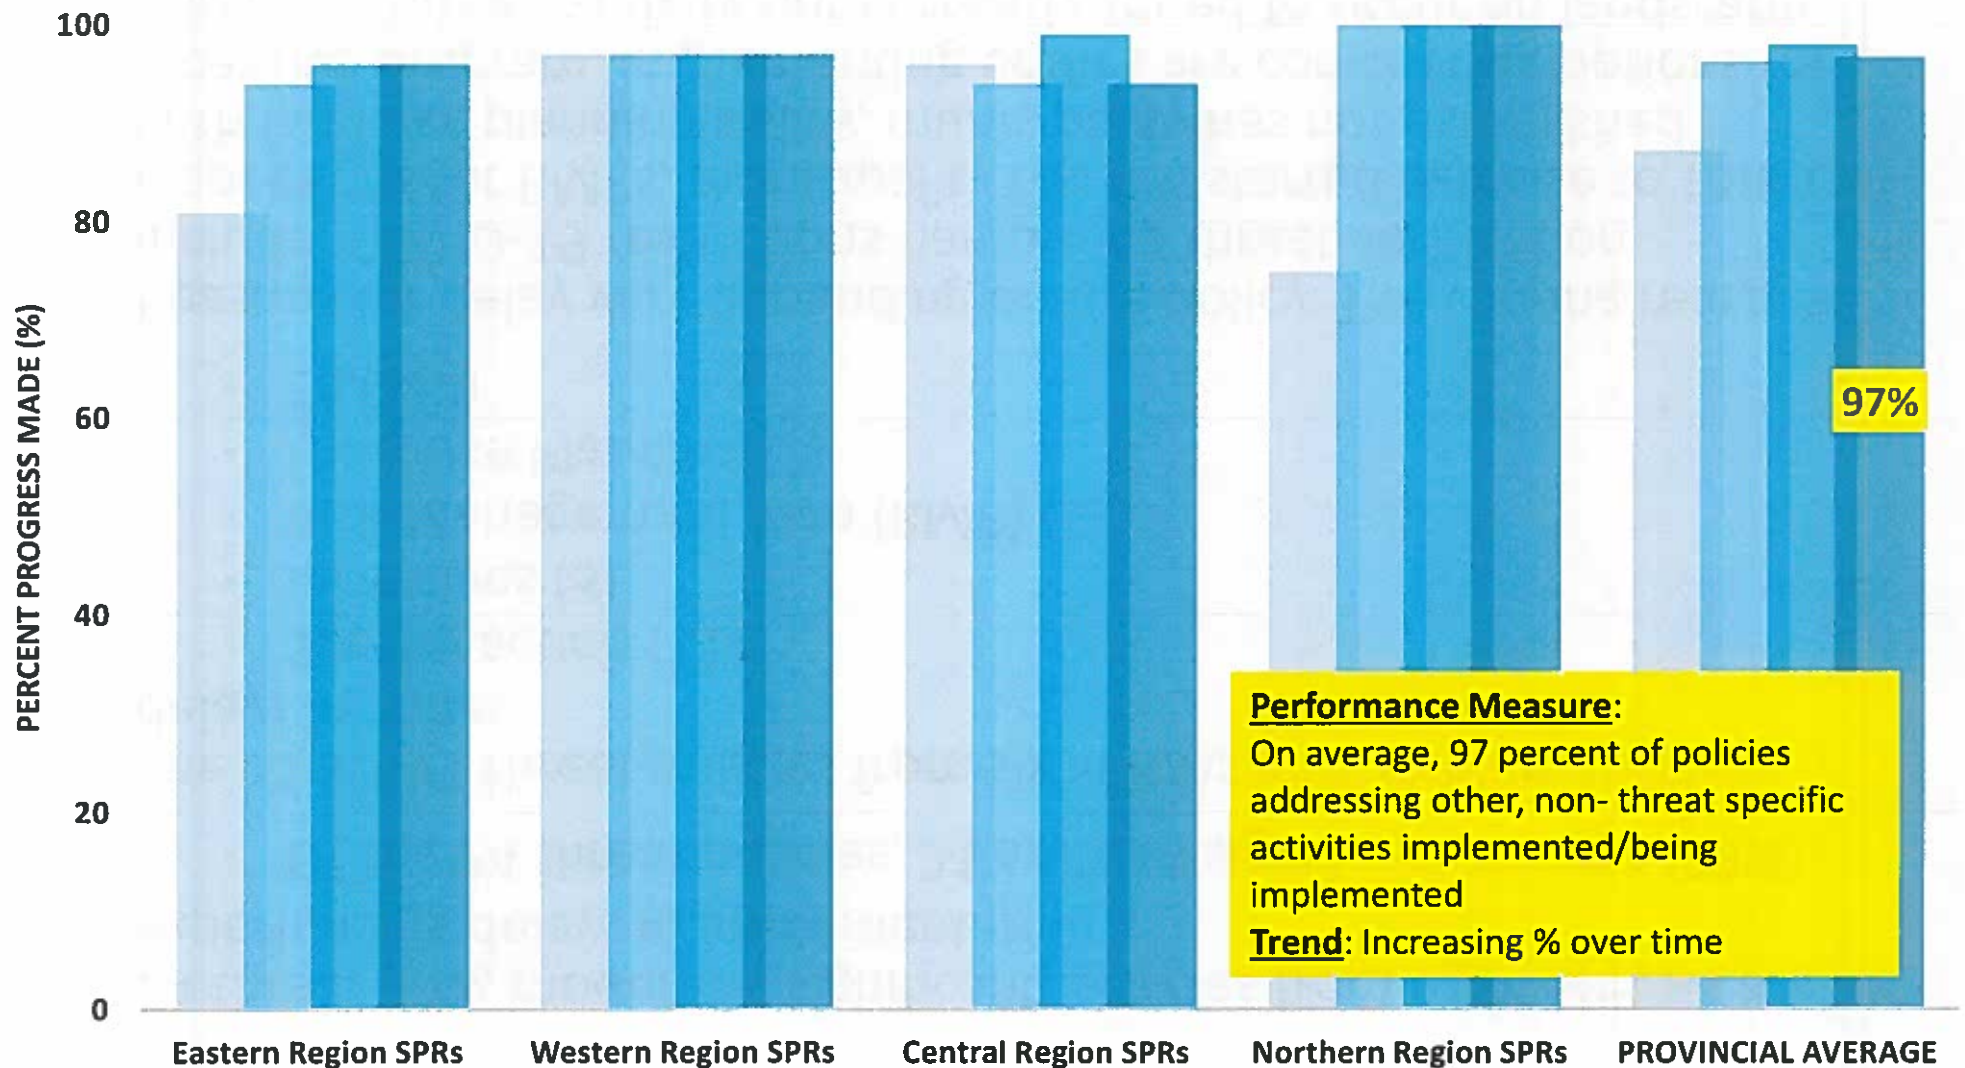 100
80
60
40
20
0
PERCENT PROGRESS MADE (%)
97%
Performance Measure:
On average, 97 percent of policies
addressing other, non- threat specific
activities implemented/being
implemented
Trend: Increasing % over time
Eastern Region SPRs
Western Region SPRs
Central Region SPRs
Northern Region SPRs
PROVINCIAL AVERAGE